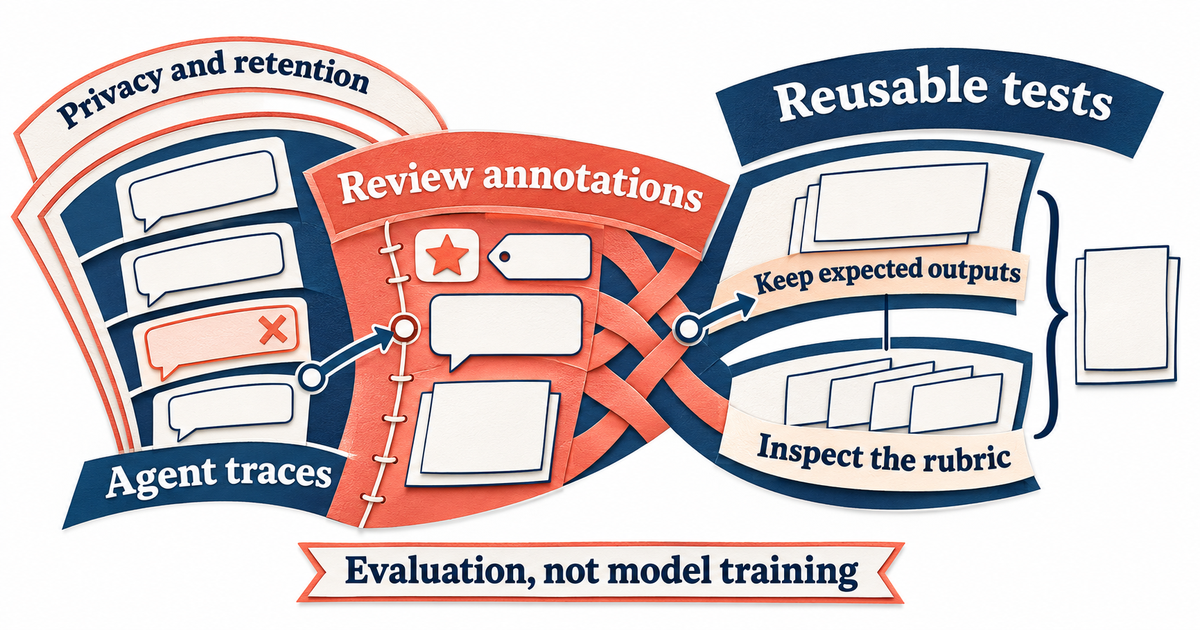 Privacy and retention
Agent traces
Review annotations
Reusable tests
Keep expected outputs
Inspect the rubric
Evaluation, not model training